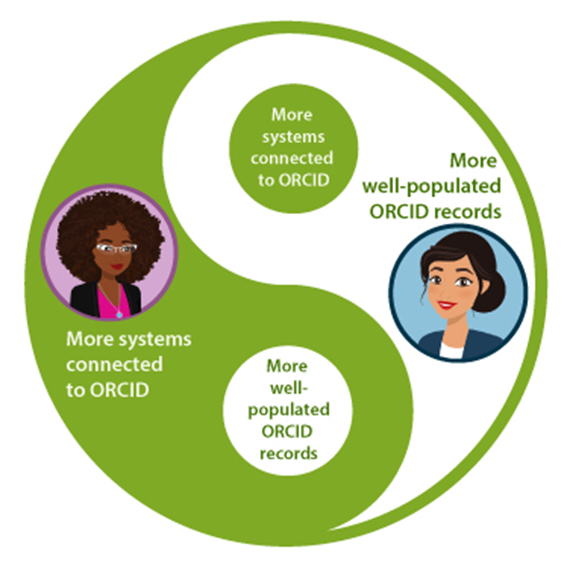 More
systems
connected
to ORCID
More
well-populated
ORCID records
More systems
connected
to ORCID
More
well-
populated
ORCID
records